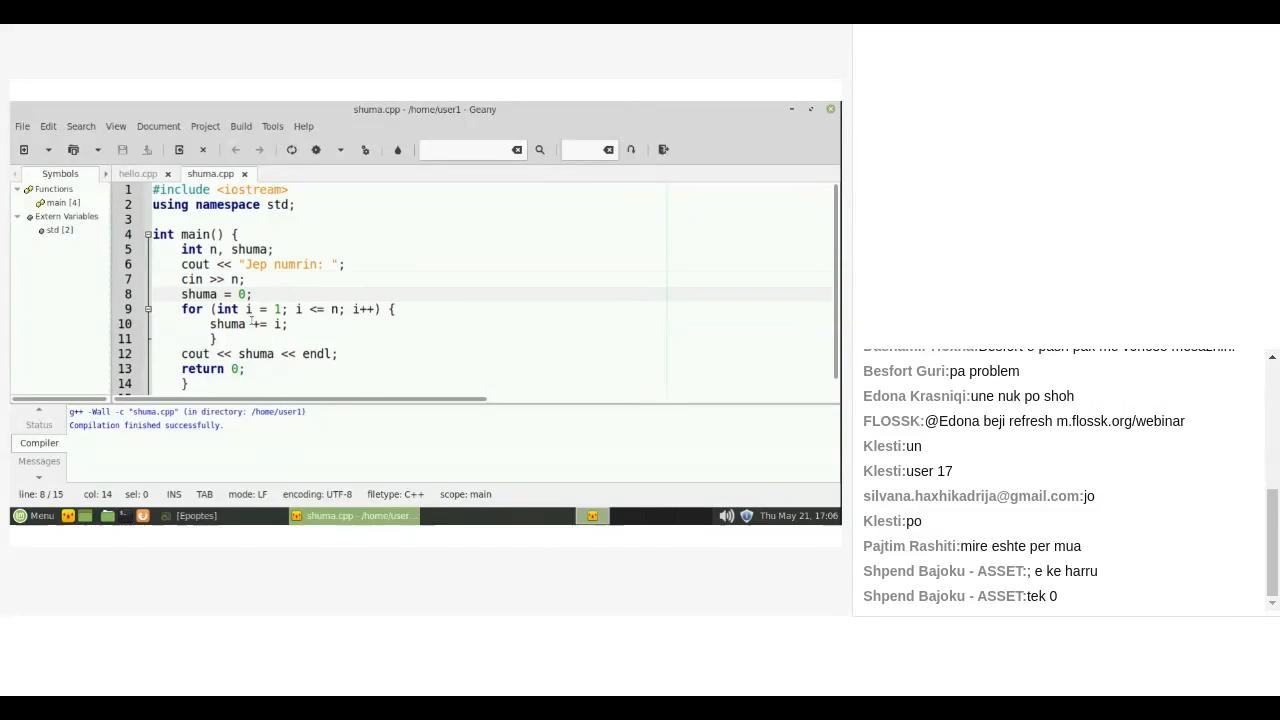 shuma.cpp - /home/user1 - Geany
File Edit Search View Document Project Build Tools Help
Symbols
hello.cpp
shuma.cpp
Functions
main [4]
Extern Variables
std [2]
1 #include <iostream>
2 using namespace std;
3
4 int main() {
5 int n, shuma;
6 cout << "Jep numrin: ";
7 cin >> n;
8 shuma = 0;
9 for (int i = 1; i <= n; i++) {
10 shuma += i;
11 }
12 cout << shuma << endl;
13 return 0;
14 }
Status
Compiler
Messages
g++ -Wall -c "shuma.cpp" (in directory: /home/user1)
Compilation finished successfully.
line: 8 / 15 col: 14 sel: 0 INS TAB mode: LF encoding: UTF-8 filetype: C++ scope: main
Menu [Epoptes] shuma.cpp - /home/user... Thu May 21, 17:06
Besfort Guri:pa problem
Edona Krasniqi:une nuk po shoh
FLOSSK:@Edona beji refresh m.flossk.org/webinar
Klesti:un
Klesti:user 17
silvana.haxhikadrija@gmail.com:jo
Klesti:po
Pajtim Rashiti:mire eshte per mua
Shpend Bajoku - ASSET:; e ke harru
Shpend Bajoku - ASSET:tek 0